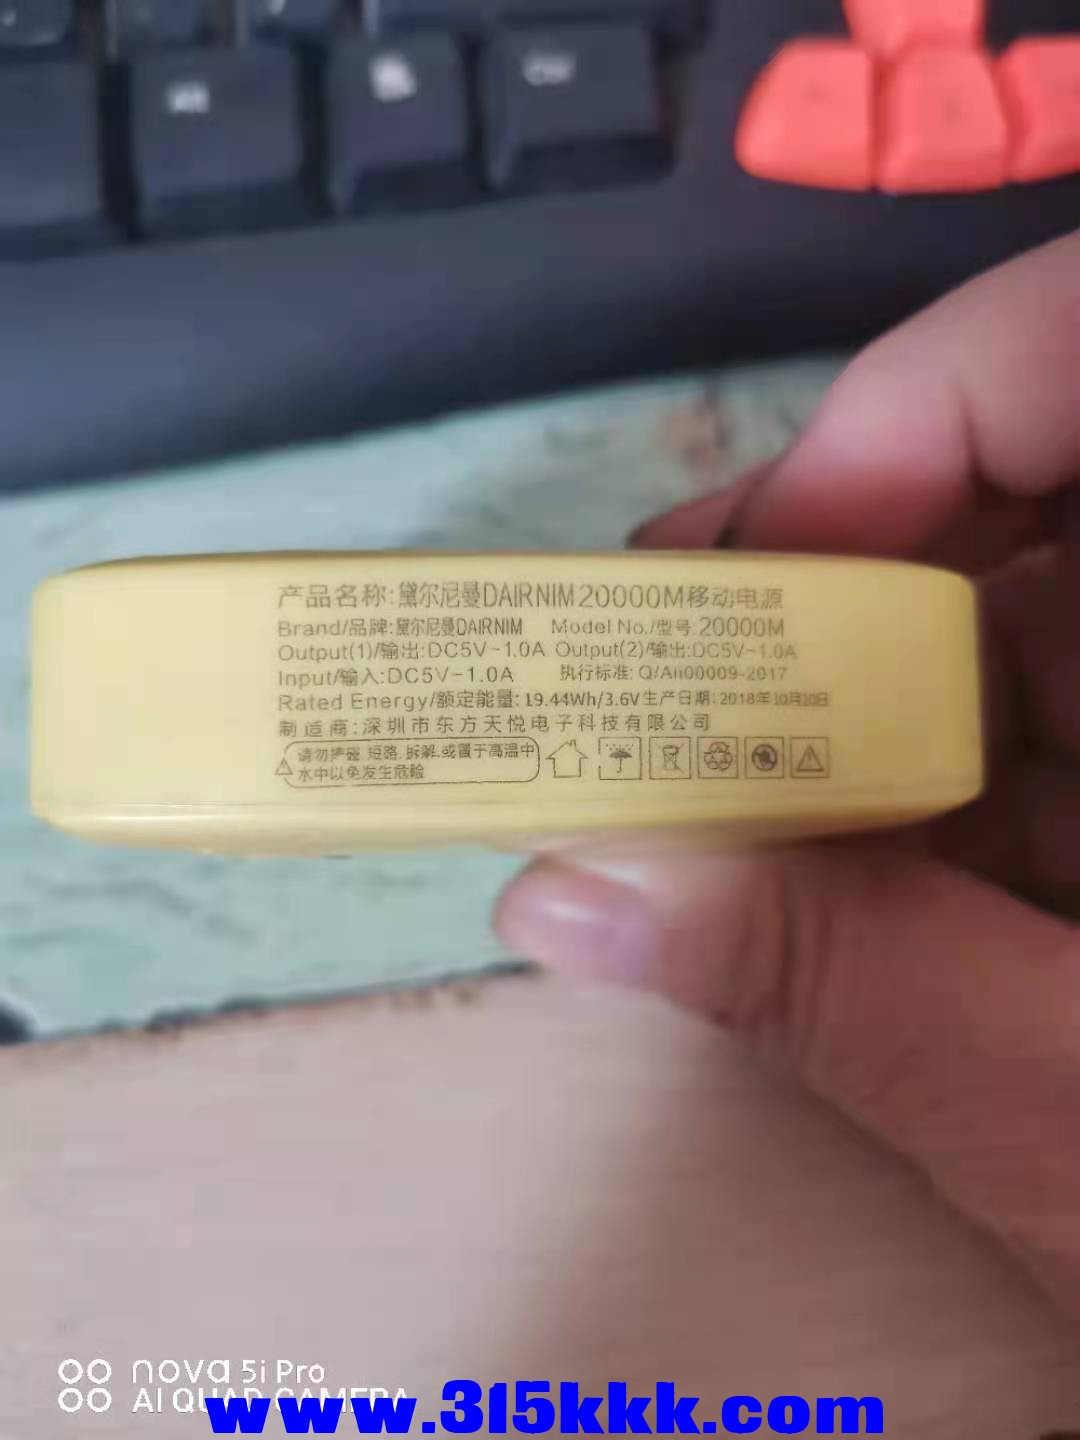 产品名称:黛尔尼曼DAIRNIM20000M移动电源
Brand/品牌:黛尔尼曼DAIRNIM Model No./型号:20000M
Output(1)/输出:DC5V-1.0A Output(2)/输出:DC5V-1.0A
Input/输入:DC5V-1.0A 执行标准: Q/Ali00009-2017
Rated Energy/额定能量: 19.44Wh/3.6V 生产日期: 2018年10月10日
制造商:深圳市东方天悦电子科技有限公司
请勿摔碰.短路.拆解.或置于高温中
水中以免发生危险
nova 5i Pro
AI QUAD CAMERA
www.315kkk.com